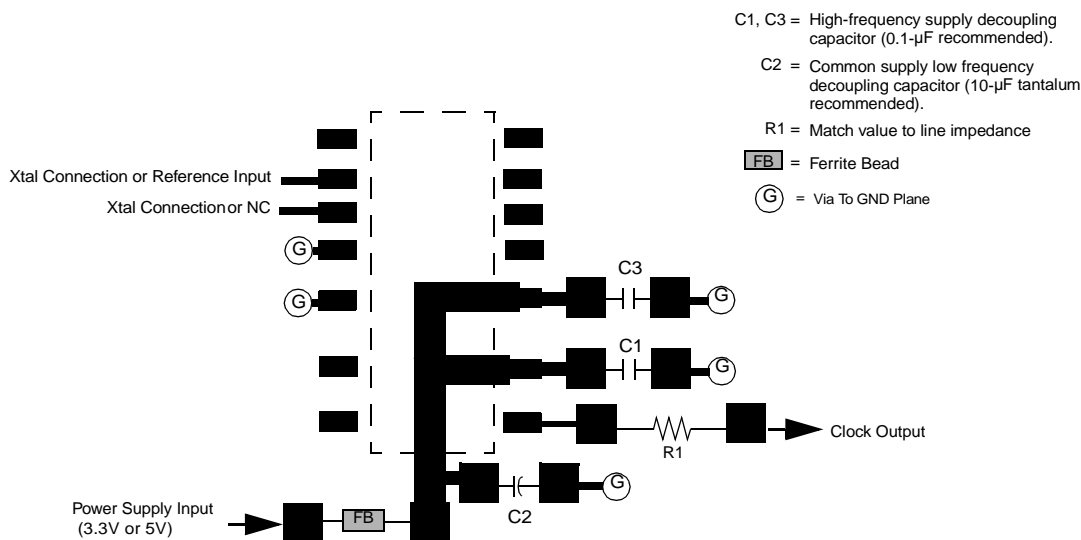 C1, C3 = High-frequency supply decoupling
capacitor (0.1-µF recommended).
C2 = Common supply low frequency
decoupling capacitor (10-µF tantalum
recommended).
R1 = Match value to line impedance
FB = Ferrite Bead
G = Via To GND Plane
Xtal Connection or Reference Input
Xtal Connection or NC
G
G
C3
G
C1
G
R1
Clock Output
C2
G
Power Supply Input
(3.3V or 5V)
FB